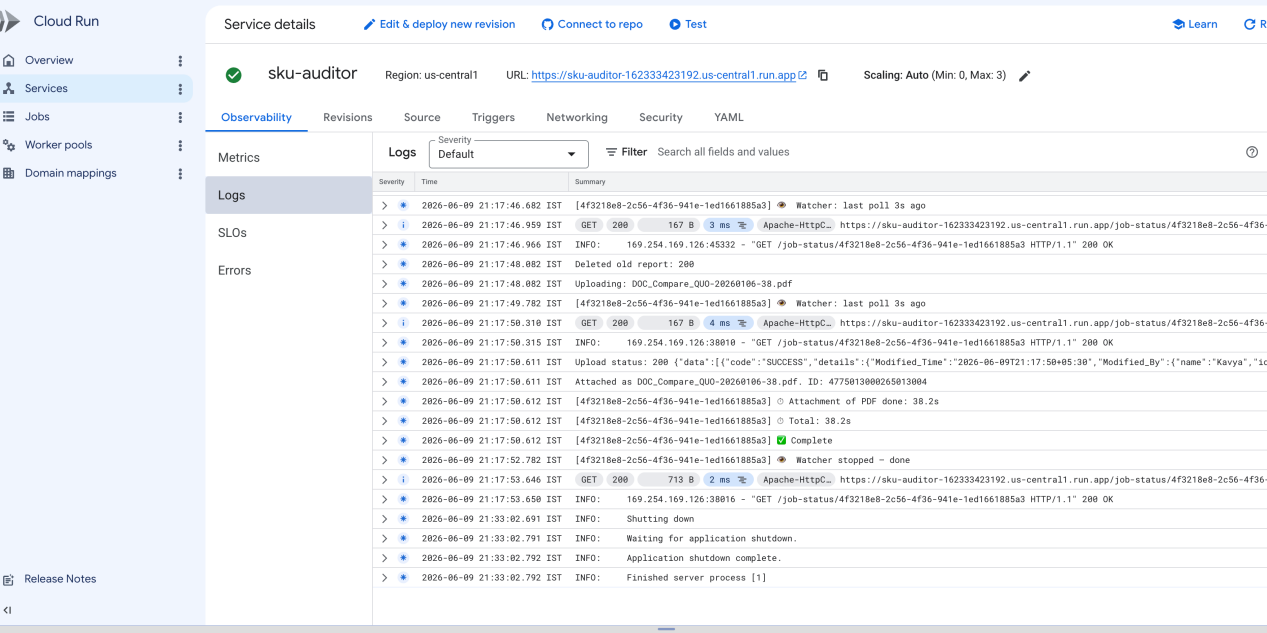 Cloud Run
Service details
Edit & deploy new revision
Connect to repo
Test
Learn
R
Overview
Services
Jobs
Worker pools
Domain mappings
Release Notes
sku-auditor
Region: us-central1
URL: https://sku-auditor-162333423192.us-central1.run.app
Scaling: Auto (Min: 0, Max: 3)
Observability Revisions Source Triggers Networking Security YAML
Metrics
Logs
SLOs
Errors
Logs
Severity
Default
Filter Search all fields and values
Severity Time Summary
2026-06-09 21:17:46.682 IST [4f3218e8-2c56-4f36-941e-1ed1661885a3] 👁 Watcher: last poll 3s ago
2026-06-09 21:17:46.959 IST GET 200 167 B 3 ms Apache-HttpC… https://sku-auditor-162333423192.us-central1.run.app/job-status/4f3218e8-2c56-4f36-
2026-06-09 21:17:46.966 IST INFO: 169.254.169.126:45332 - "GET /job-status/4f3218e8-2c56-4f36-941e-1ed1661885a3 HTTP/1.1" 200 OK
2026-06-09 21:17:48.082 IST Deleted old report: 200
2026-06-09 21:17:48.082 IST Uploading: DOC_Compare_QUO-20260106-38.pdf
2026-06-09 21:17:49.782 IST [4f3218e8-2c56-4f36-941e-1ed1661885a3] 👁 Watcher: last poll 3s ago
2026-06-09 21:17:50.310 IST GET 200 167 B 4 ms Apache-HttpC… https://sku-auditor-162333423192.us-central1.run.app/job-status/4f3218e8-2c56-4f36-
2026-06-09 21:17:50.315 IST INFO: 169.254.169.126:38010 - "GET /job-status/4f3218e8-2c56-4f36-941e-1ed1661885a3 HTTP/1.1" 200 OK
2026-06-09 21:17:50.611 IST Upload status: 200 {"data":[{"code":"SUCCESS","details":{"Modified_Time":"2026-06-09T21:17:50+05:30","Modified_By":{"name":"Kavya","id
2026-06-09 21:17:50.611 IST Attached as DOC_Compare_QUO-20260106-38.pdf. ID: 4775013000265013004
2026-06-09 21:17:50.612 IST [4f3218e8-2c56-4f36-941e-1ed1661885a3] ⏱ Attachment of PDF done: 38.2s
2026-06-09 21:17:50.612 IST [4f3218e8-2c56-4f36-941e-1ed1661885a3] ⏱ Total: 38.2s
2026-06-09 21:17:50.612 IST [4f3218e8-2c56-4f36-941e-1ed1661885a3] ✅ Complete
2026-06-09 21:17:52.782 IST [4f3218e8-2c56-4f36-941e-1ed1661885a3] 👁 Watcher stopped — done
2026-06-09 21:17:53.646 IST GET 200 713 B 2 ms Apache-HttpC… https://sku-auditor-162333423192.us-central1.run.app/job-status/4f3218e8-2c56-4f36-
2026-06-09 21:17:53.650 IST INFO: 169.254.169.126:38016 - "GET /job-status/4f3218e8-2c56-4f36-941e-1ed1661885a3 HTTP/1.1" 200 OK
2026-06-09 21:33:02.691 IST INFO: Shutting down
2026-06-09 21:33:02.791 IST INFO: Waiting for application shutdown.
2026-06-09 21:33:02.792 IST INFO: Application shutdown complete.
2026-06-09 21:33:02.792 IST INFO: Finished server process [1]